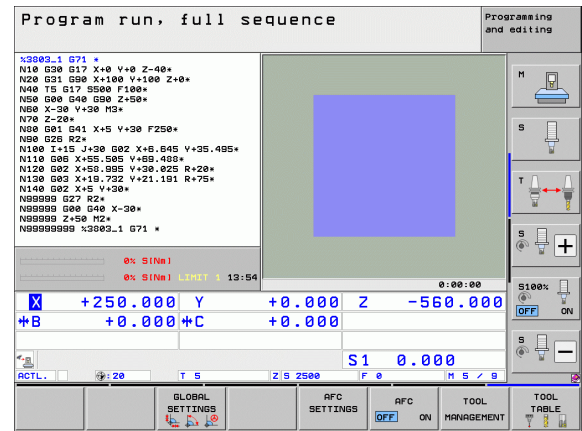 Program run, full sequence
Programming
and editing
%3803_1 G71 *
N10 G30 G17 X+0 Y+0 Z-40*
N20 G31 G90 X+100 Y+100 Z+0*
N40 T5 G17 S500 F100*
N50 G00 G40 G90 Z+50*
N60 X-30 Y+30 M3*
N70 Z-20*
N80 G01 G41 X+5 Y+30 F250*
N90 G26 R2*
N100 I+15 J+30 G02 X+6.645 Y+35.495*
N110 G06 X+55.505 Y+69.488*
N120 G02 X+58.995 Y+30.025 R+20*
N130 G03 X+19.732 Y+21.191 R+75*
N140 G02 X+5 Y+30*
N99999 G27 R2*
N99999 G00 G40 X-30*
N99999 Z+50 M2*
N99999999 %3803_1 G71 *
0% S[Nm]
0% S[Nm] LIMIT 1 13:54
0:00:00
X +250.000 Y +0.000 Z -560.000
B +0.000 C +0.000
S1 0.000
ACTL. : 20 T 5 Z S 2500 F 0 M 5 / 9
M
S
T
S
+
S100%
OFF ON
S
−
GLOBAL
SETTINGS
AFC
SETTINGS
AFC
OFF ON
TOOL
MANAGEMENT
TOOL
TABLE